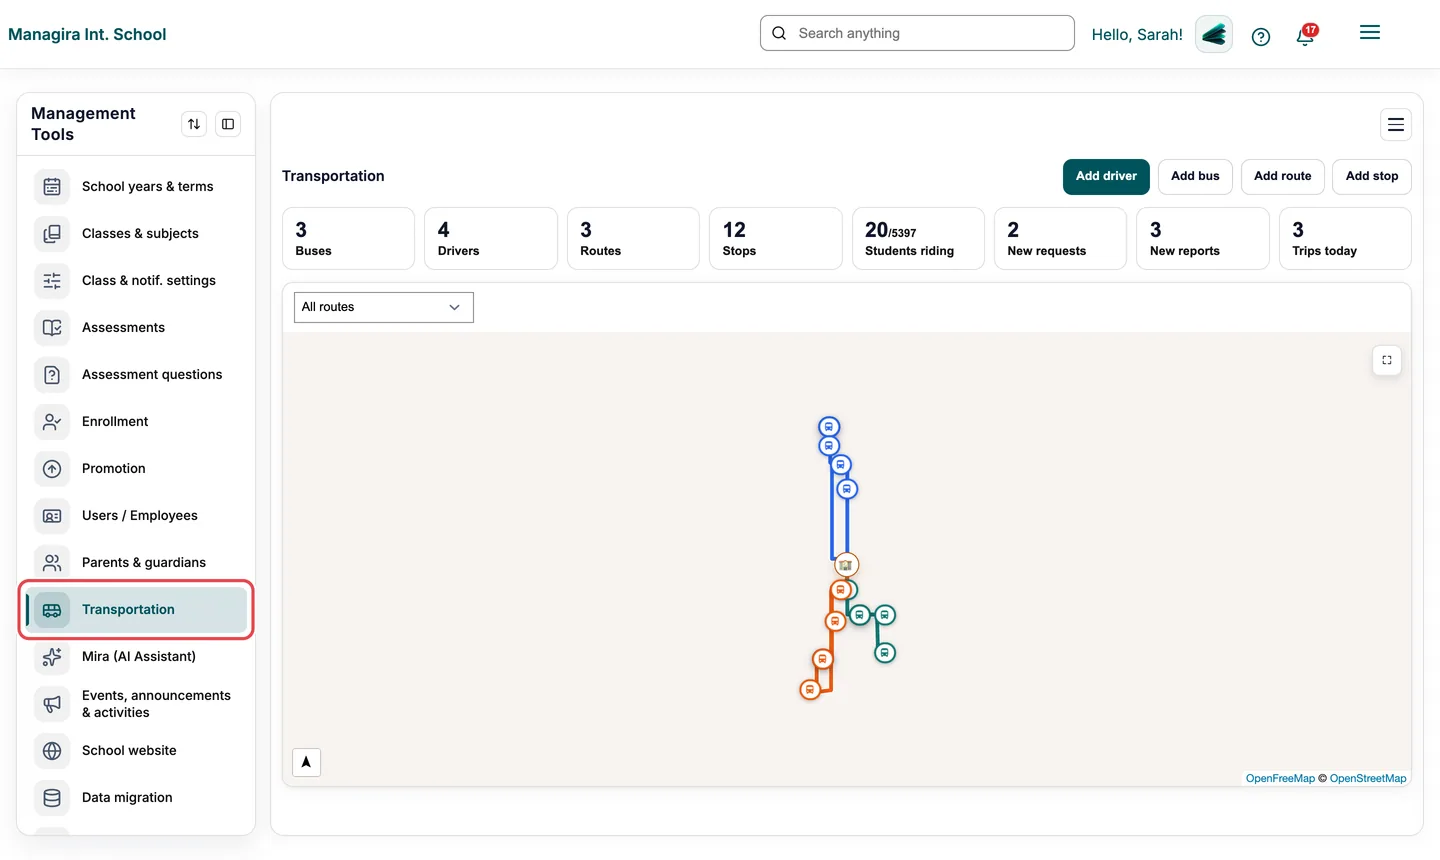 Managira Int. School
Search anything
Hello, Sarah!
17
Management
Tools
School years & terms
Classes & subjects
Class & notif. settings
Assessments
Assessment questions
Enrollment
Promotion
Users / Employees
Parents & guardians
Transportation
Mira (AI Assistant)
Events, announcements
& activities
School website
Data migration
Transportation
Add driver
Add bus
Add route
Add stop
3
Buses
4
Drivers
3
Routes
12
Stops
20/5397
Students riding
2
New requests
3
New reports
3
Trips today
All routes
OpenFreeMap © OpenStreetMap